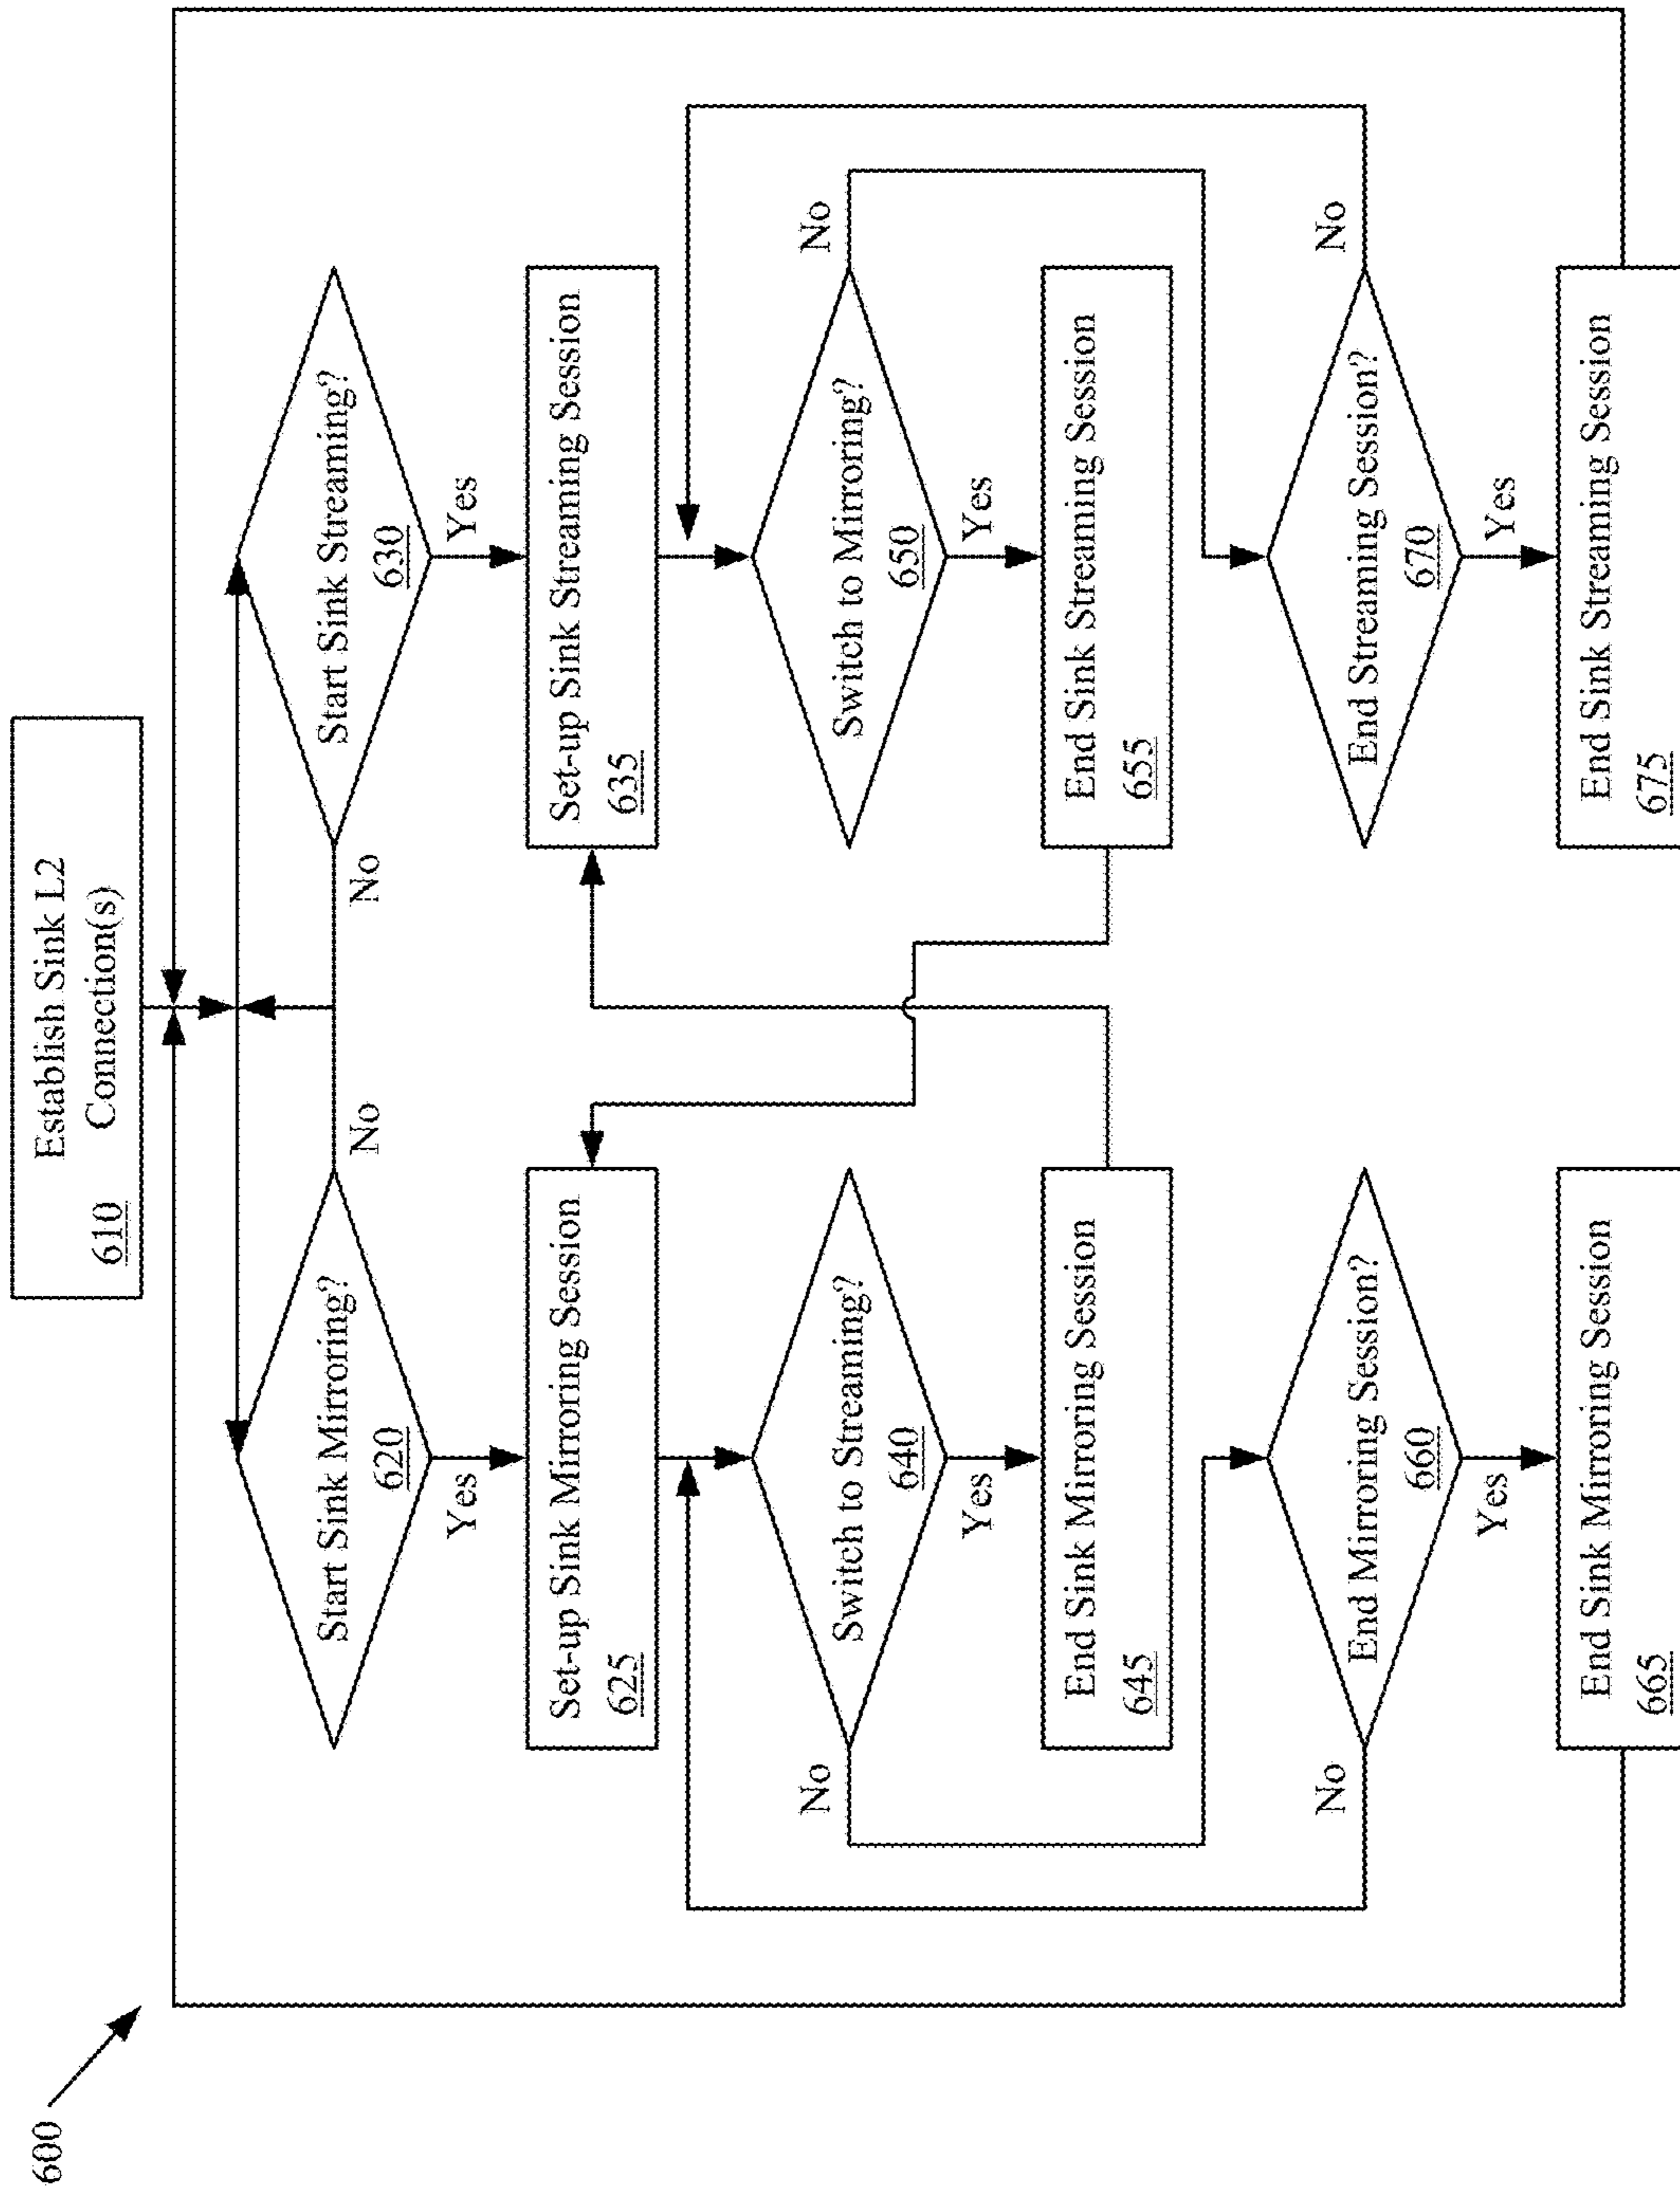 600
Establish Sink L2
Connection(s)
610
Start Sink Mirroring?
620
No
Yes
Start Sink Streaming?
630
No
Yes
Set-up Sink Mirroring Session
625
Set-up Sink Streaming Session
635
Switch to Streaming?
640
No
Yes
Switch to Mirroring?
650
No
Yes
End Sink Mirroring Session
645
End Sink Streaming Session
655
End Mirroring Session?
660
No
Yes
End Streaming Session?
670
No
Yes
End Sink Mirroring Session
665
End Sink Streaming Session
675